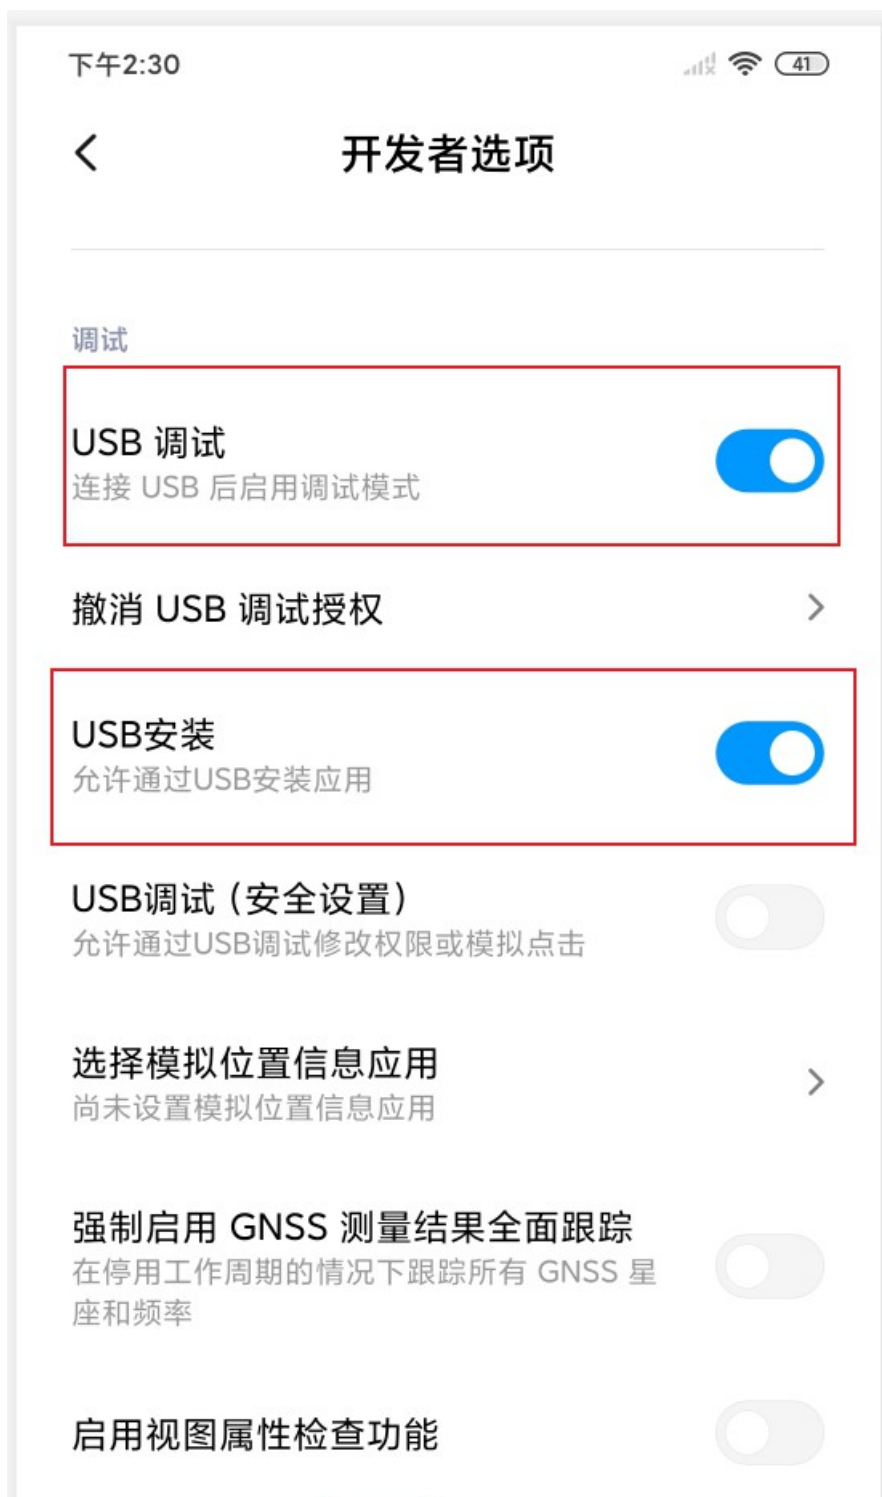 下午2:30
41
开发者选项
调试
USB 调试
连接 USB 后启用调试模式
撤消 USB 调试授权
USB安装
允许通过USB安装应用
USB调试（安全设置）
允许通过USB调试修改权限或模拟点击
选择模拟位置信息应用
尚未设置模拟位置信息应用
强制启用 GNSS 测量结果全面跟踪
在停用工作周期的情况下跟踪所有 GNSS 星
座和频率
启用视图属性检查功能